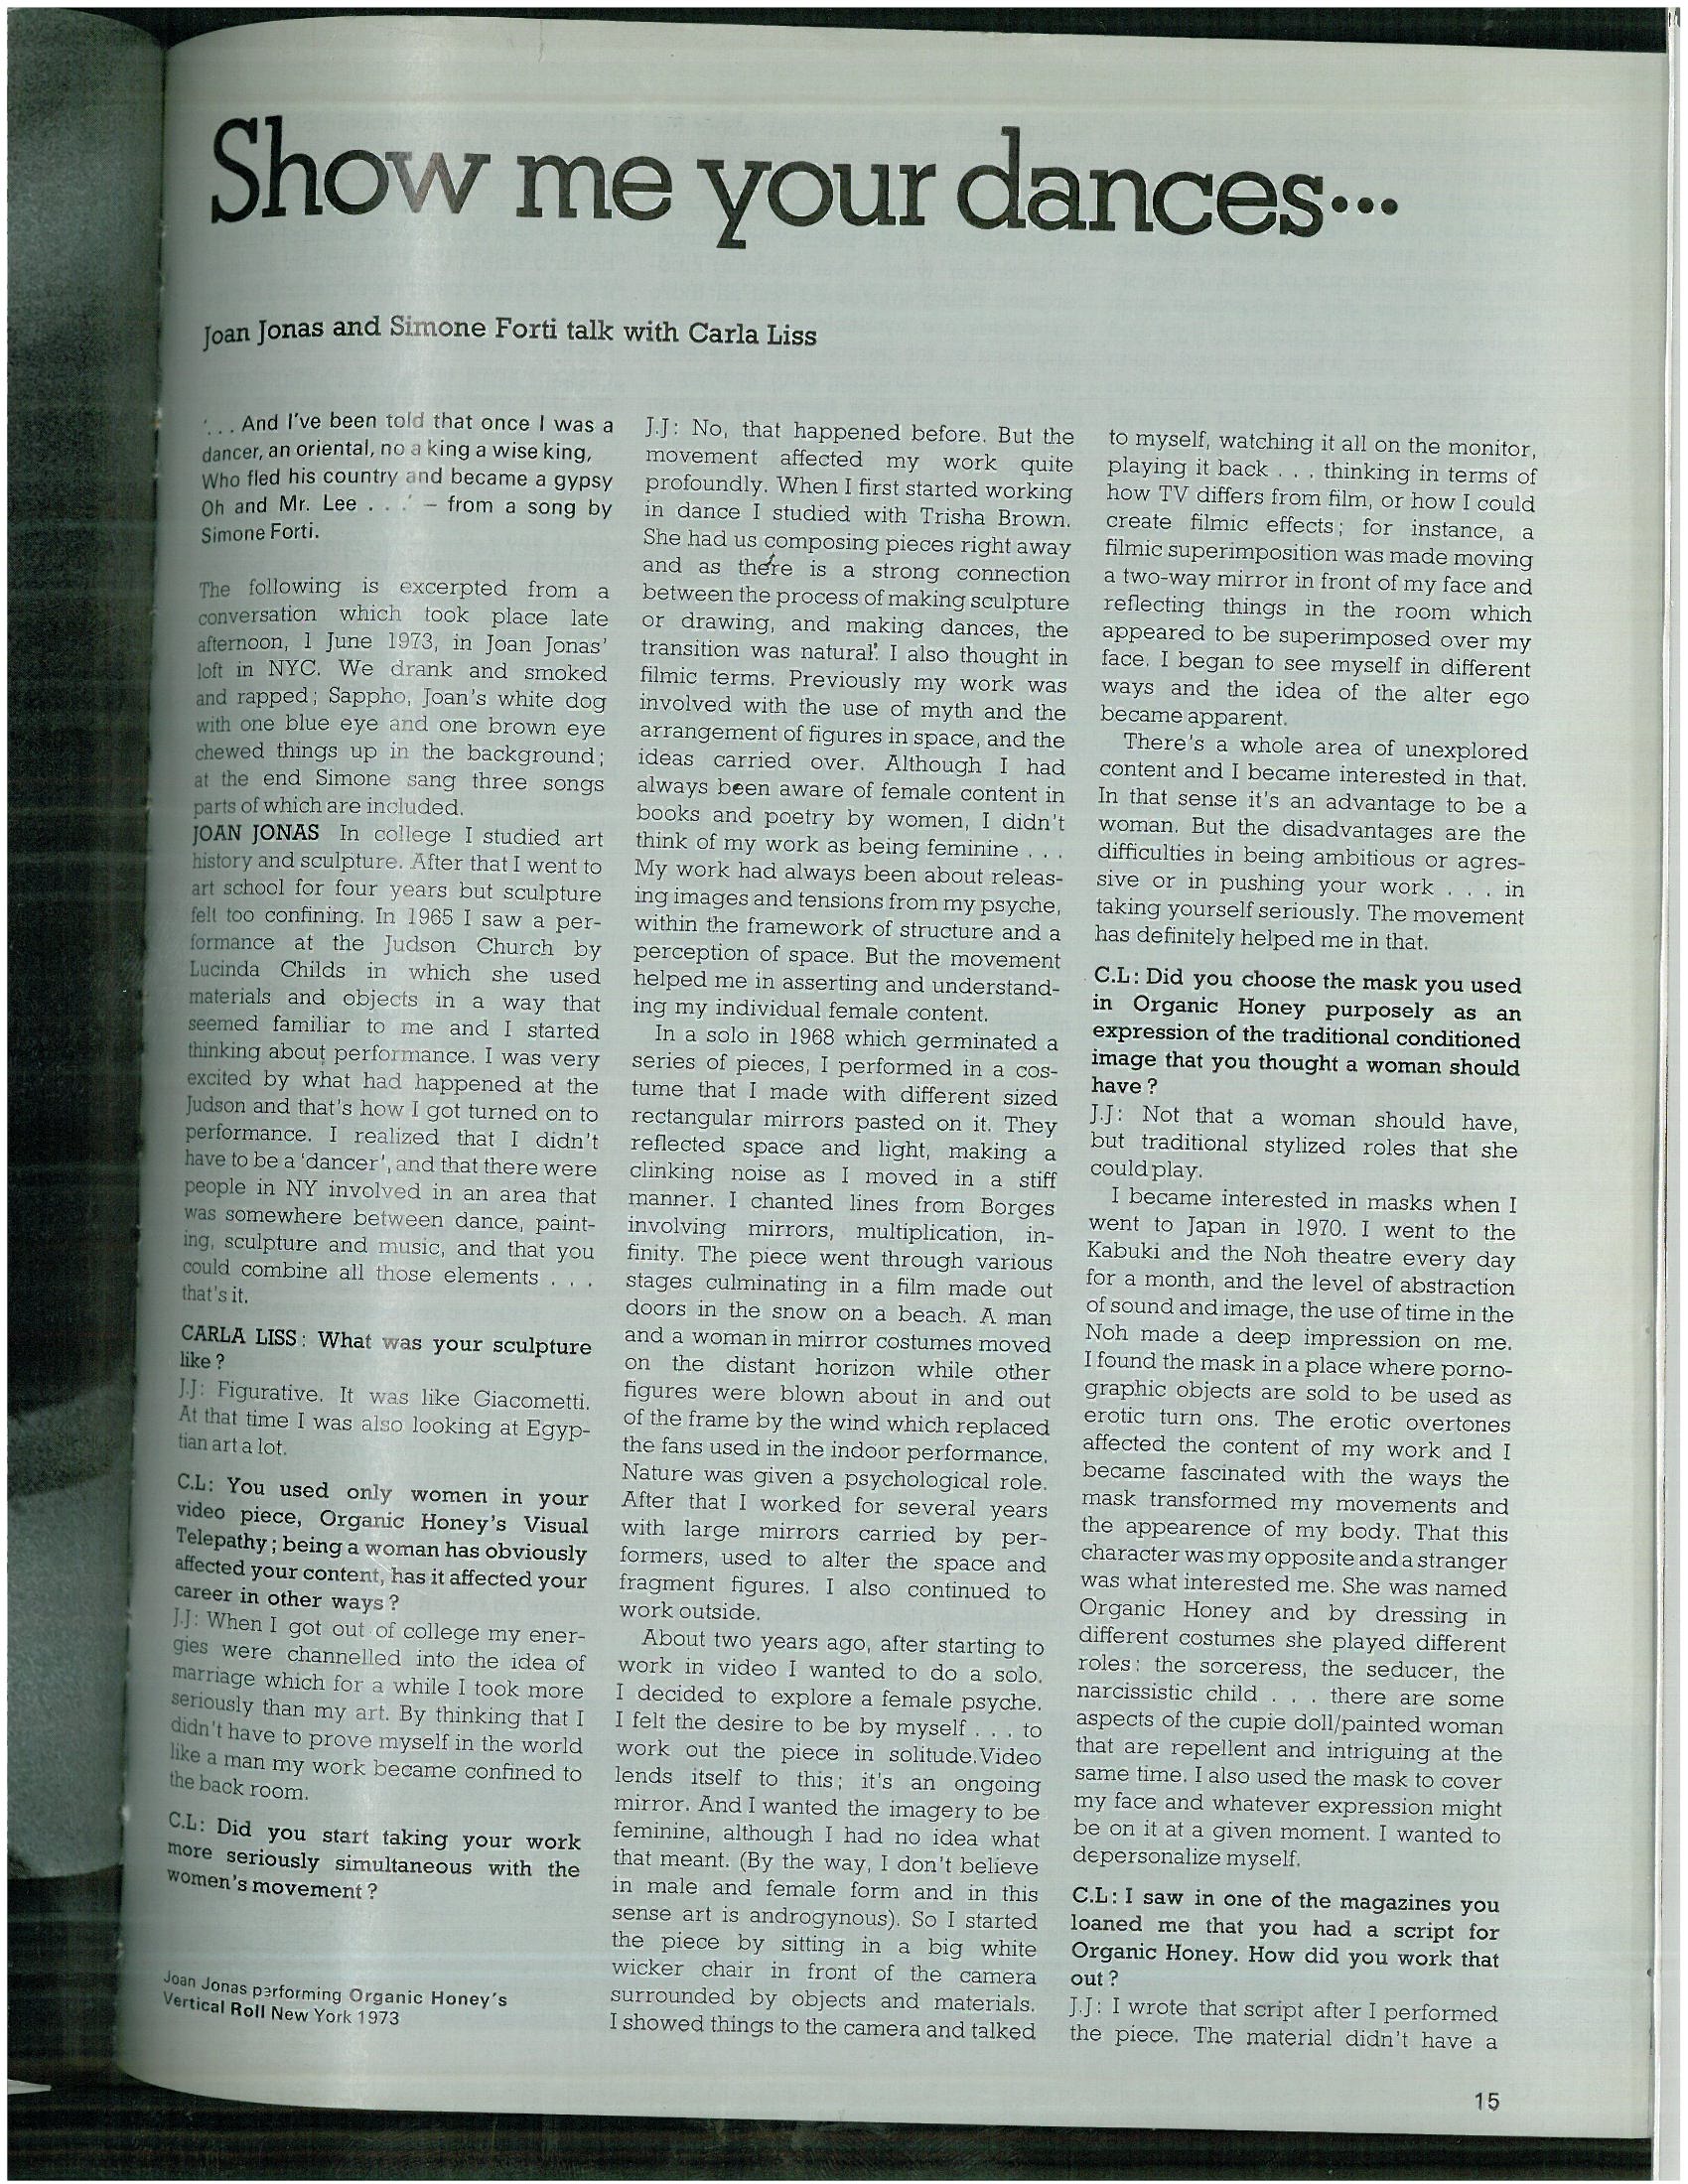 Show me your dances...
Joan Jonas and Simone Forti talk with Carla Liss
'. . . And I've been told that once I was a
dancer, an oriental, no a king a wise king,
Who fled his country and became a gypsy
Oh and Mr. Lee . . .' – from a song by
Simone Forti.
The following is excerpted from a
conversation which took place late
afternoon, 1 June 1973, in Joan Jonas'
loft in NYC. We drank and smoked
and rapped; Sappho, Joan's white dog
with one blue eye and one brown eye
chewed things up in the background;
at the end Simone sang three songs
parts of which are included.
JOAN JONAS In college I studied art
history and sculpture. After that I went to
art school for four years but sculpture
felt too confining. In 1965 I saw a per-
formance at the Judson Church by
Lucinda Childs in which she used
materials and objects in a way that
seemed familiar to me and I started
thinking about performance. I was very
excited by what had happened at the
Judson and that's how I got turned on to
performance. I realized that I didn't
have to be a 'dancer', and that there were
people in NY involved in an area that
was somewhere between dance, paint-
ing, sculpture and music, and that you
could combine all those elements . . .
that's it.
CARLA LISS: What was your sculpture
like?
J.J: Figurative. It was like Giacometti.
At that time I was also looking at Egyp-
tian art a lot.
C.L: You used only women in your
video piece, Organic Honey's Visual
Telepathy; being a woman has obviously
affected your content, has it affected your
career in other ways?
J.J: When I got out of college my ener-
gies were channelled into the idea of
marriage which for a while I took more
seriously than my art. By thinking that I
didn't have to prove myself in the world
like a man my work became confined to
the back room.
C.L: Did you start taking your work
more seriously simultaneous with the
women's movement?
Joan Jonas performing Organic Honey's
Vertical Roll New York 1973
J.J: No, that happened before. But the
movement affected my work quite
profoundly. When I first started working
in dance I studied with Trisha Brown.
She had us composing pieces right away
and as there is a strong connection
between the process of making sculpture
or drawing, and making dances, the
transition was natural. I also thought in
filmic terms. Previously my work was
involved with the use of myth and the
arrangement of figures in space, and the
ideas carried over. Although I had
always been aware of female content in
books and poetry by women, I didn't
think of my work as being feminine . . .
My work had always been about releas-
ing images and tensions from my psyche,
within the framework of structure and a
perception of space. But the movement
helped me in asserting and understand-
ing my individual female content.
In a solo in 1968 which germinated a
series of pieces, I performed in a cos-
tume that I made with different sized
rectangular mirrors pasted on it. They
reflected space and light, making a
clinking noise as I moved in a stiff
manner. I chanted lines from Borges
involving mirrors, multiplication, in-
finity. The piece went through various
stages culminating in a film made out
doors in the snow on a beach. A man
and a woman in mirror costumes moved
on the distant horizon while other
figures were blown about in and out
of the frame by the wind which replaced
the fans used in the indoor performance.
Nature was given a psychological role.
After that I worked for several years
with large mirrors carried by per-
formers, used to alter the space and
fragment figures. I also continued to
work outside.
About two years ago, after starting to
work in video I wanted to do a solo.
I decided to explore a female psyche.
I felt the desire to be by myself . . . to
work out the piece in solitude.Video
lends itself to this; it's an ongoing
mirror. And I wanted the imagery to be
feminine, although I had no idea what
that meant. (By the way, I don't believe
in male and female form and in this
sense art is androgynous). So I started
the piece by sitting in a big white
wicker chair in front of the camera
surrounded by objects and materials.
I showed things to the camera and talked
to myself, watching it all on the monitor,
playing it back . . . thinking in terms of
how TV differs from film, or how I could
create filmic effects; for instance, a
filmic superimposition was made moving
a two-way mirror in front of my face and
reflecting things in the room which
appeared to be superimposed over my
face. I began to see myself in different
ways and the idea of the alter ego
became apparent.
There's a whole area of unexplored
content and I became interested in that.
In that sense it's an advantage to be a
woman. But the disadvantages are the
difficulties in being ambitious or agres-
sive or in pushing your work . . . in
taking yourself seriously. The movement
has definitely helped me in that.
C.L: Did you choose the mask you used
in Organic Honey purposely as an
expression of the traditional conditioned
image that you thought a woman should
have?
J.J: Not that a woman should have,
but traditional stylized roles that she
could play.
I became interested in masks when I
went to Japan in 1970. I went to the
Kabuki and the Noh theatre every day
for a month, and the level of abstraction
of sound and image, the use of time in the
Noh made a deep impression on me.
I found the mask in a place where porno-
graphic objects are sold to be used as
erotic turn ons. The erotic overtones
affected the content of my work and I
became fascinated with the ways the
mask transformed my movements and
the appearence of my body. That this
character was my opposite and a stranger
was what interested me. She was named
Organic Honey and by dressing in
different costumes she played different
roles: the sorceress, the seducer, the
narcissistic child . . . there are some
aspects of the cupie doll/painted woman
that are repellent and intriguing at the
same time. I also used the mask to cover
my face and whatever expression might
be on it at a given moment. I wanted to
depersonalize myself.
C.L: I saw in one of the magazines you
loaned me that you had a script for
Organic Honey. How did you work that
out?
J.J: I wrote that script after I performed
the piece. The material didn't have a
15